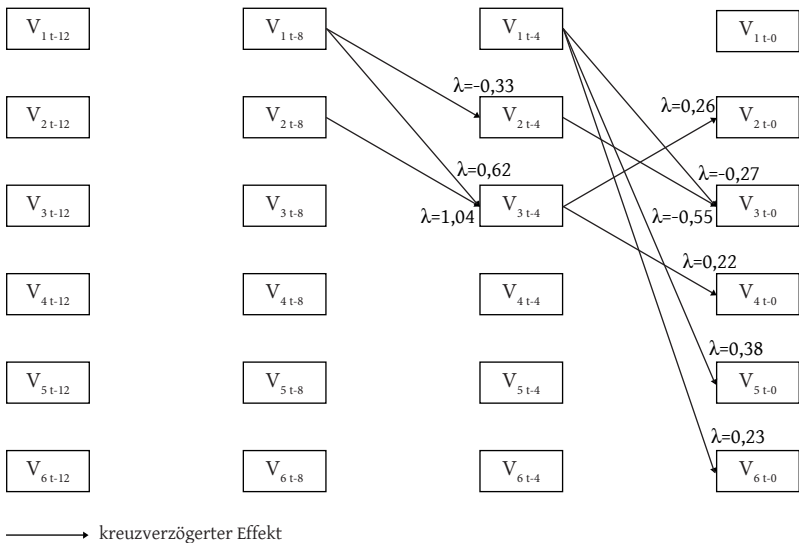 V1 t-12 V1 t-8 V1 t-4 V1 t-0
λ=-0,33
λ=0,26
V2 t-12 V2 t-8 V2 t-4 V2 t-0
λ=0,62 λ=-0,27
V3 t-12 V3 t-8 V3 t-4 V3 t-0
λ=1,04 λ=-0,55
λ=0,22
V4 t-12 V4 t-8 V4 t-4 V4 t-0
λ=0,38
V5 t-12 V5 t-8 V5 t-4 V5 t-0
λ=0,23
V6 t-12 V6 t-8 V6 t-4 V6 t-0
kreuzverzögerter Effekt